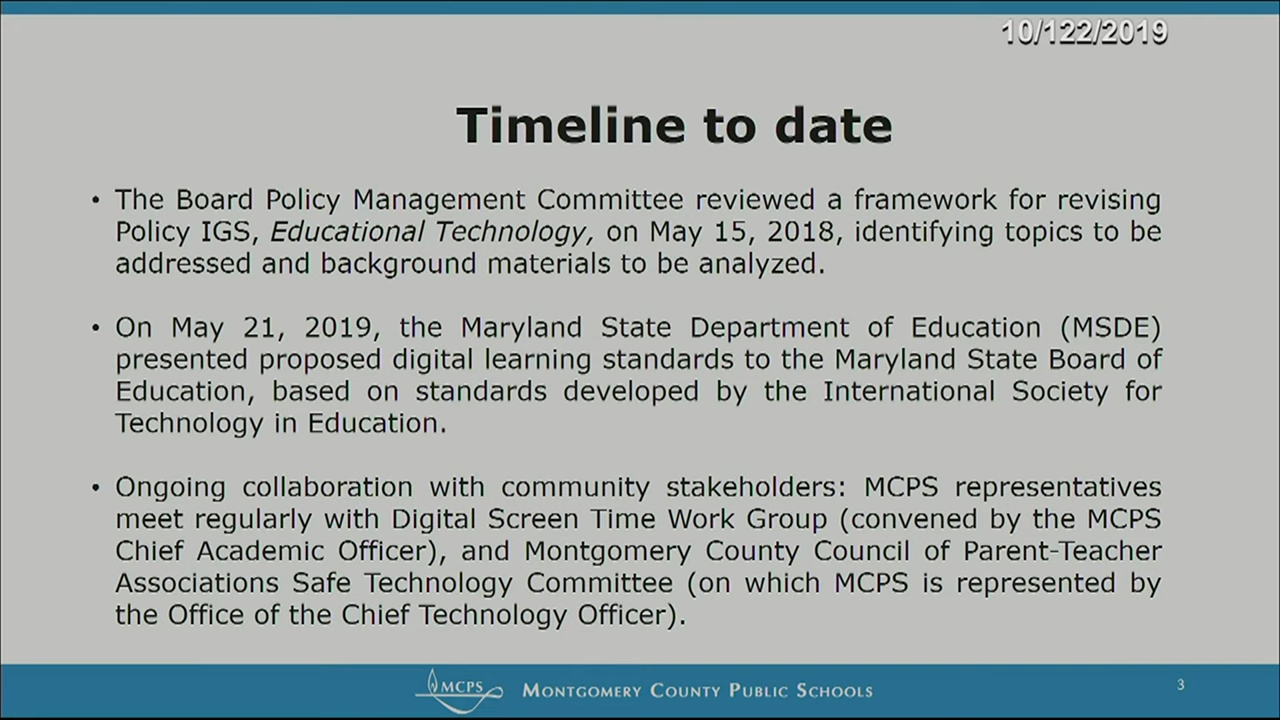 10/122/2019
Timeline to date
• The Board Policy Management Committee reviewed a framework for revising
Policy IGS, Educational Technology, on May 15, 2018, identifying topics to be
addressed and background materials to be analyzed.
• On May 21, 2019, the Maryland State Department of Education (MSDE)
presented proposed digital learning standards to the Maryland State Board of
Education, based on standards developed by the International Society for
Technology in Education.
• Ongoing collaboration with community stakeholders: MCPS representatives
meet regularly with Digital Screen Time Work Group (convened by the MCPS
Chief Academic Officer), and Montgomery County Council of Parent-Teacher
Associations Safe Technology Committee (on which MCPS is represented by
the Office of the Chief Technology Officer).
MCPS MONTGOMERY COUNTY PUBLIC SCHOOLS
3